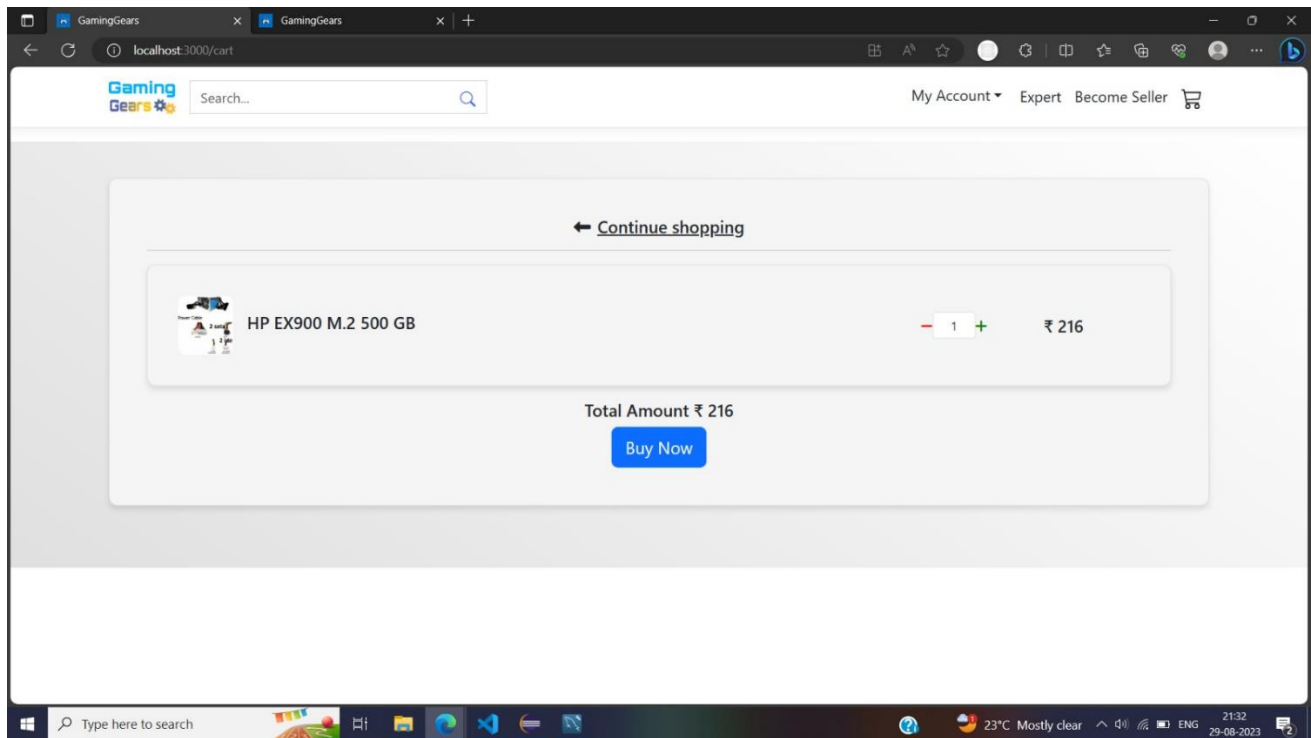 GamingGears
GamingGears
localhost:3000/cart
Gaming
Gears
Search...
My Account
Expert
Become Seller
Continue shopping
HP EX900 M.2 500 GB
1
₹ 216
Total Amount ₹ 216
Buy Now
Type here to search
23°C Mostly clear
ENG
21:32
29-08-2023
2